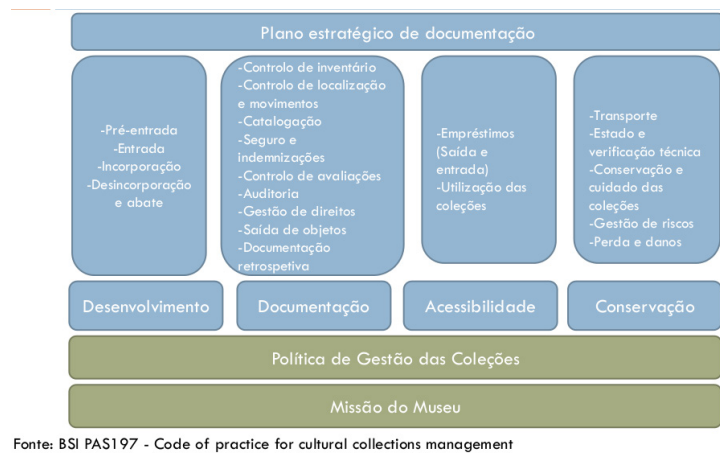 Plano estratégico de documentação
-Pré-entrada
-Entrada
-Incorporação
-Desincorporação
e abate
-Controlo de inventário
-Controlo de localização
e movimentos
-Catalogação
-Seguro e
indemnizações
-Controlo de avaliações
-Auditoria
-Gestão de direitos
-Saída de objetos
-Documentação
retrospetiva
-Empréstimos
(Saída e
entrada)
-Utilização das
coleções
-Transporte
-Estado e
verificação técnica
-Conservação e
cuidado das
coleções
-Gestão de riscos
-Perda e danos
Desenvolvimento
Documentação
Acessibilidade
Conservação
Política de Gestão das Coleções
Missão do Museu
Fonte: BSI PAS197 - Code of practice for cultural collections management